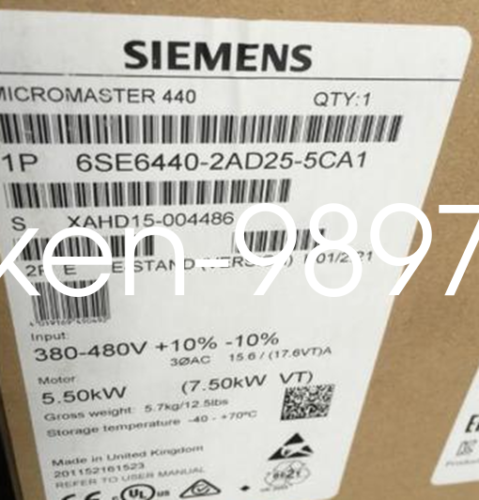 SIEMENS
MICROMASTER 440 QTY:1
1P 6SE6440-2AD25-5CA1
S XAHD15-004486
ken-9897
2P E E-STAND
Input:
380-480V +10% -10%
3ØAC 15.6 / (17.6VT)A
Motor:
5.50kW (7.50kW VT)
Gross weight: 5.7kg/12.5lbs
Storage temperature -40 - +70°C
Made in United Kingdom
201152161523
REFER TO USER MANUAL